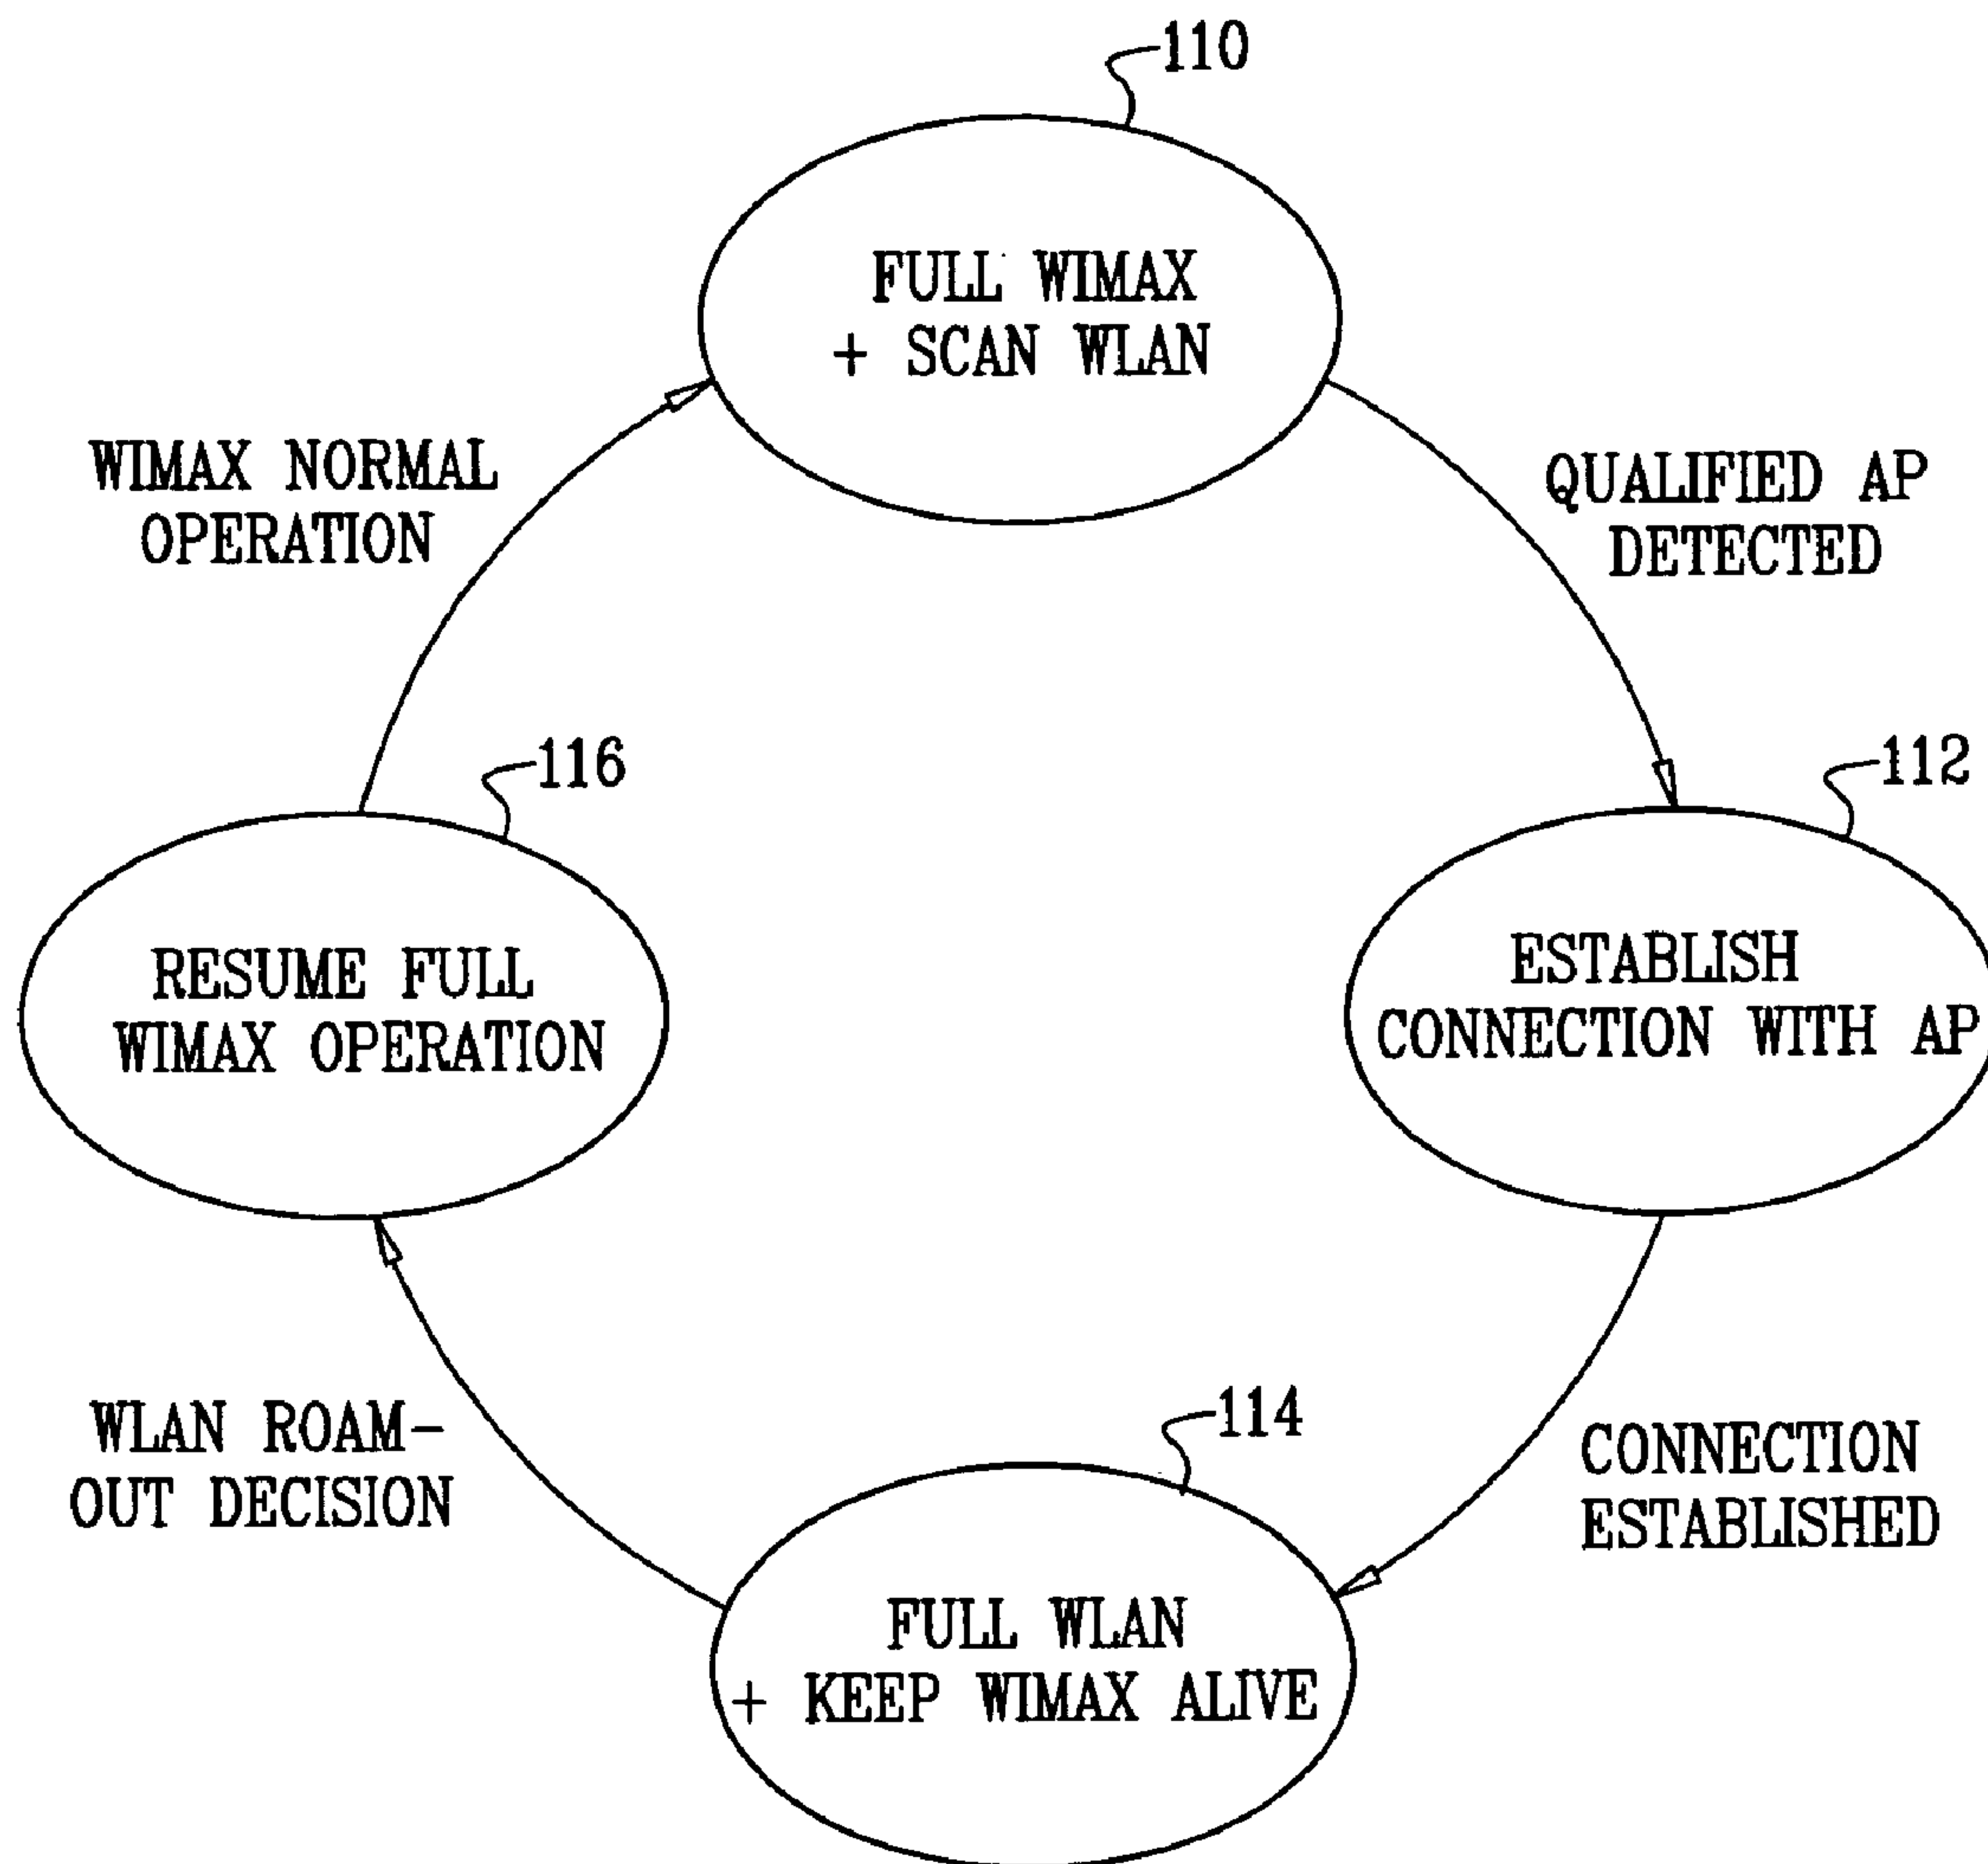 110
FULL WIMAX
+ SCAN WLAN
WIMAX NORMAL
OPERATION
QUALIFIED AP
DETECTED
116
112
RESUME FULL
WIMAX OPERATION
ESTABLISH
CONNECTION WITH AP
WLAN ROAM-
OUT DECISION
114
CONNECTION
ESTABLISHED
FULL WLAN
+ KEEP WIMAX ALIVE